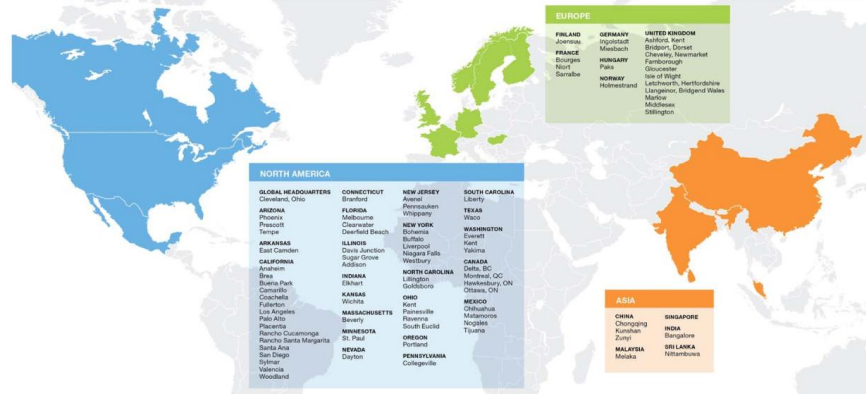 EUROPE
FINLAND
Joensuu
FRANCE
Bourges
Niort
Sarralbe
GERMANY
Ingolstadt
Miesbach
HUNGARY
Paks
NORWAY
Holmestrand
UNITED KINGDOM
Ashford, Kent
Bridport, Dorset
Cheveley, Newmarket
Farnborough
Gloucester
Isle of Wight
Letchworth, Hertfordshire
Llangeinor, Bridgend Wales
Marlow
Middlesex
Stillington
NORTH AMERICA
GLOBAL HEADQUARTERS
Cleveland, Ohio
ARIZONA
Phoenix
Prescott
Tempe
ARKANSAS
East Camden
CALIFORNIA
Anaheim
Brea
Buena Park
Camarillo
Coachella
Fullerton
Los Angeles
Palo Alto
Placentia
Rancho Cucamonga
Rancho Santa Margarita
Santa Ana
San Diego
Sylmar
Valencia
Woodland
CONNECTICUT
Branford
FLORIDA
Melbourne
Clearwater
Deerfield Beach
ILLINOIS
Davis Junction
Sugar Grove
Addison
INDIANA
Elkhart
KANSAS
Wichita
MASSACHUSETTS
Beverly
MINNESOTA
St. Paul
NEVADA
Dayton
NEW JERSEY
Avenel
Pennsauken
Whippany
NEW YORK
Bohemia
Buffalo
Liverpool
Niagara Falls
Westbury
NORTH CAROLINA
Lillington
Goldsboro
OHIO
Kent
Painesville
Ravenna
South Euclid
OREGON
Portland
PENNSYLVANIA
Collegeville
SOUTH CAROLINA
Liberty
TEXAS
Waco
WASHINGTON
Everett
Kent
Yakima
CANADA
Delta, BC
Montreal, QC
Hawkesbury, ON
Ottawa, ON
MEXICO
Chihuahua
Matamoros
Nogales
Tijuana
ASIA
CHINA
Chongqing
Kunshan
Zunyi
MALAYSIA
Melaka
SINGAPORE
INDIA
Bangalore
SRI LANKA
Nittambuwa